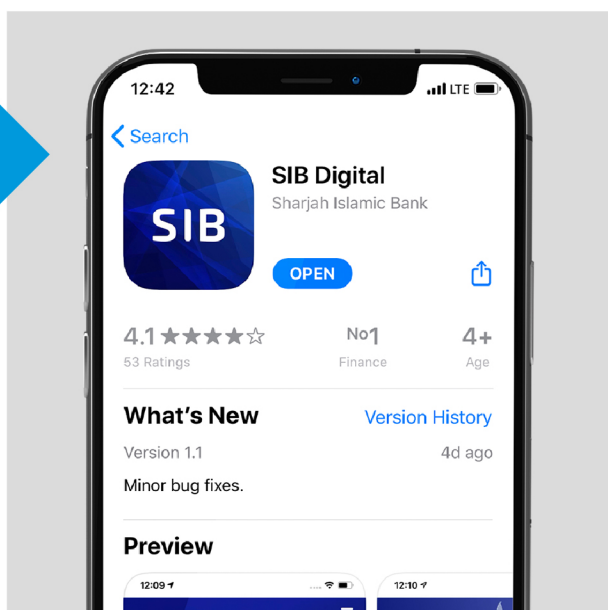 12:42
LTE
Search
SIB
SIB Digital
Sharjah Islamic Bank
OPEN
4.1 ★★★★☆
No1
4+
53 Ratings
Finance
Age
What's New
Version History
Version 1.1
4d ago
Minor bug fixes.
Preview
12:09
12:10